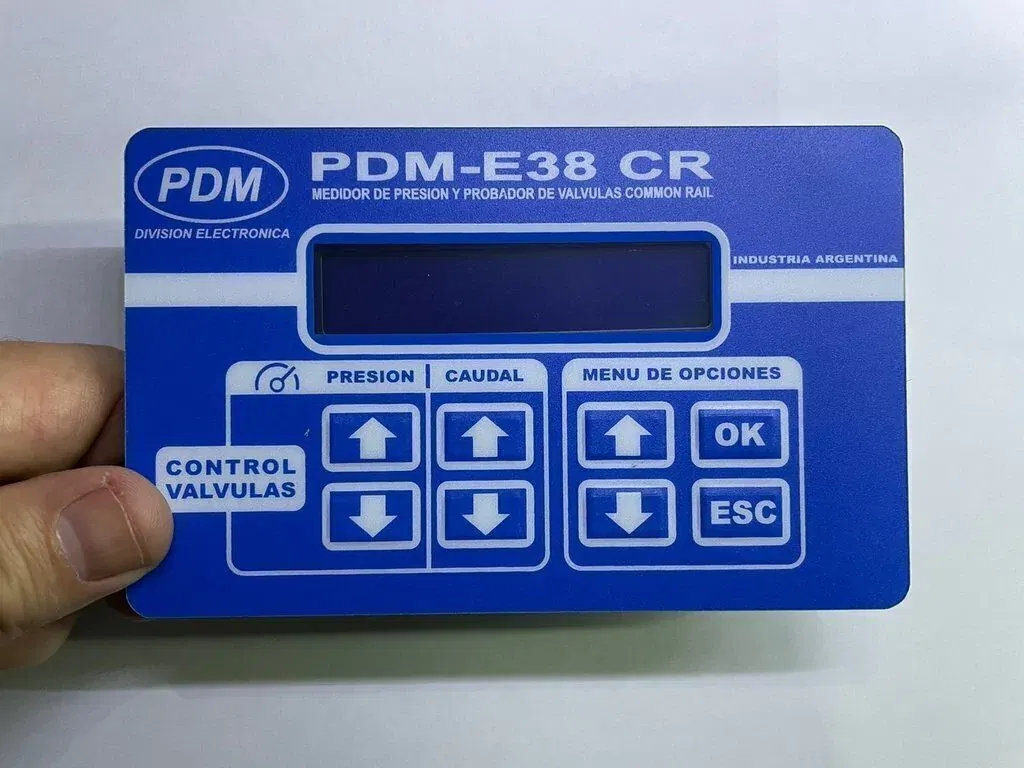 PDM
DIVISION ELECTRONICA
PDM-E38 CR
MEDIDOR DE PRESION Y PROBADOR DE VALVULAS COMMON RAIL
INDUSTRIA ARGENTINA
PRESION | CAUDAL
MENU DE OPCIONES
OK
CONTROL
VALVULAS
ESC